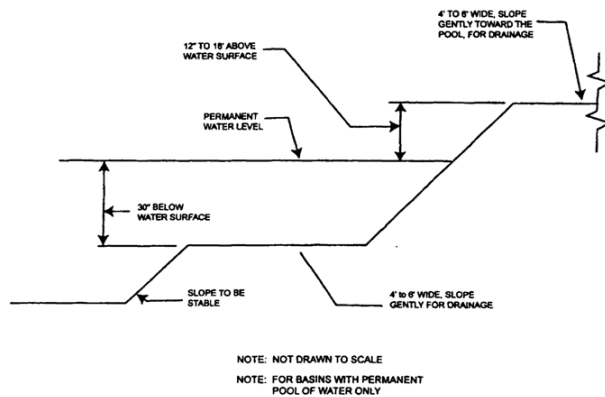 4' TO 6' WIDE, SLOPE
GENTLY TOWARD THE
POOL, FOR DRAINAGE
12" TO 18' ABOVE
WATER SURFACE
PERMANENT
WATER LEVEL
30" BELOW
WATER SURFACE
SLOPE TO BE
STABLE
4' to 6' WIDE, SLOPE
GENTLY FOR DRAINAGE
NOTE: NOT DRAWN TO SCALE
NOTE: FOR BASINS WITH PERMANENT
POOL OF WATER ONLY